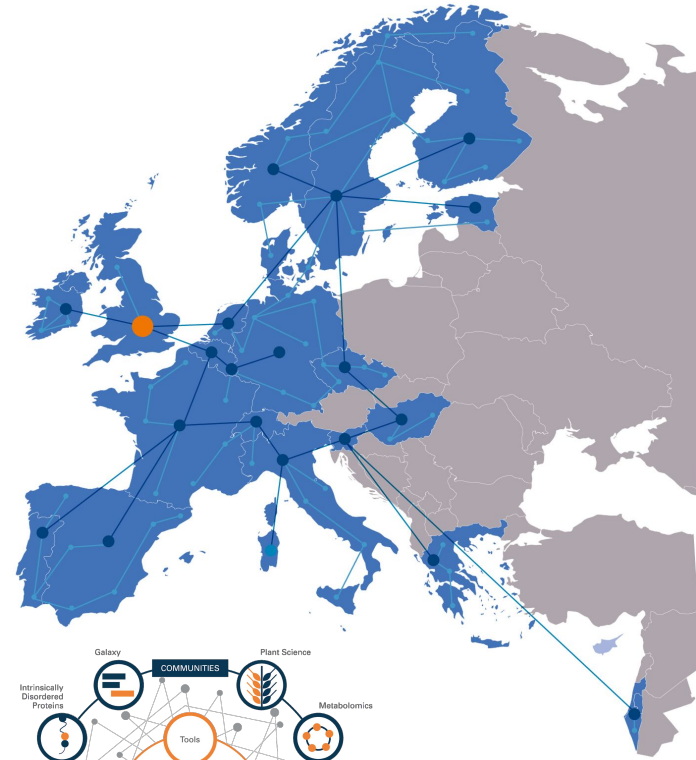 Galaxy
COMMUNITIES
Plant Science
Intrinsically
Disordered
Proteins
Metabolomics
Tools